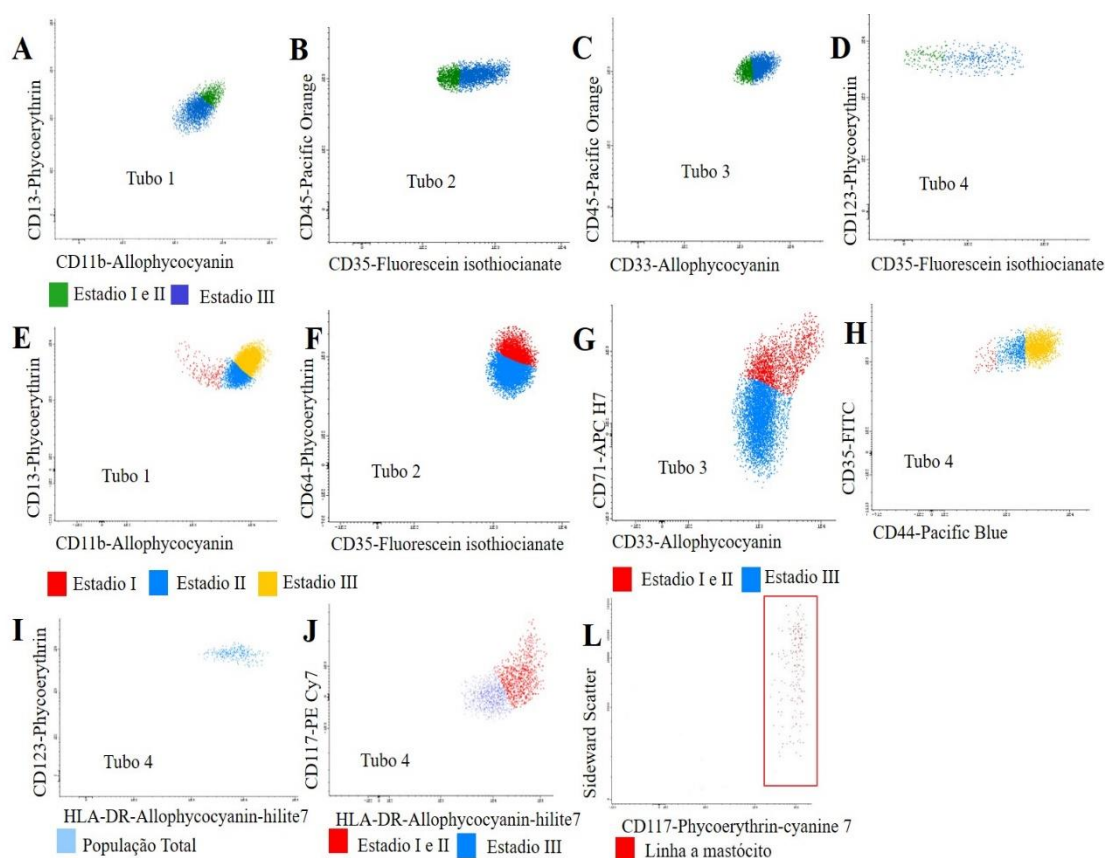 A
CD13-Phycoerythrin
Tubo 1
CD11b-Allophycocyanin
B
CD45-Pacific Orange
Tubo 2
CD35-Fluorescein isothiocianate
C
CD45-Pacific Orange
Tubo 3
CD33-Allophycocyanin
D
CD123-Phycoerythrin
Tubo 4
CD35-Fluorescein isothiocianate
Estadio I e II
Estadio III
E
CD13-Phycoerythrin
Tubo 1
CD11b-Allophycocyanin
F
CD64-Phycoerythrin
Tubo 2
CD35-Fluorescein isothiocianate
G
CD71-APC H7
Tubo 3
CD33-Allophycocyanin
H
CD35-FITC
Tubo 4
CD44-Pacific Blue
Estadio I
Estadio II
Estadio III
Estadio I e II
Estadio III
I
CD123-Phycoerythrin
Tubo 4
HLA-DR-Allophycocyanin-hilite7
População Total
J
CD117-PE Cy7
Tubo 4
HLA-DR-Allophycocyanin-hilite7
Estadio I e II
Estadio III
L
Sideward Scatter
CD117-Phycoerythrin-cyanine 7
Linha a mastócito